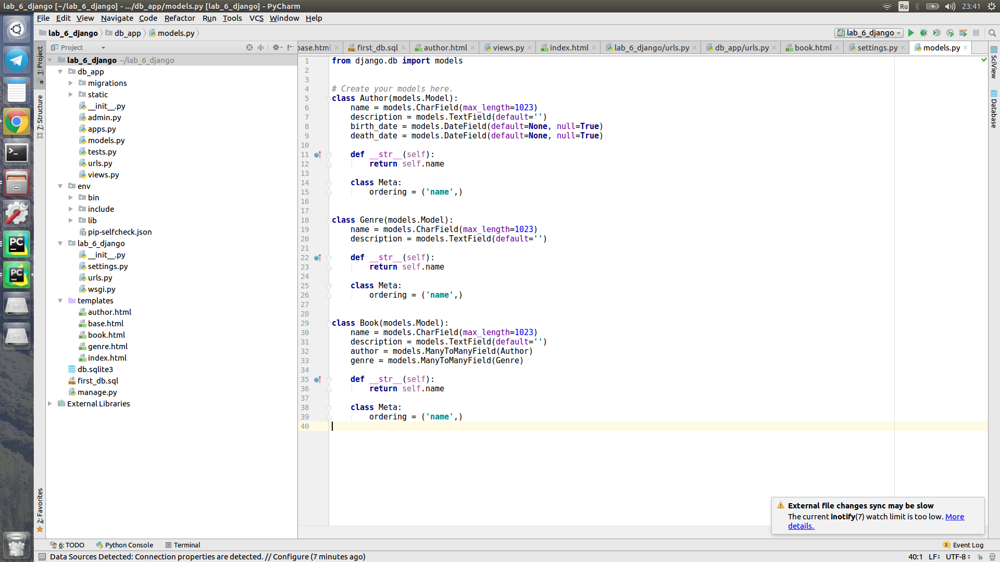 lab_6_django [~/lab_6_django] - .../db_app/models.py [lab_6_django] - PyCharm
Ru
23:41
File Edit View Navigate Code Refactor Run Tools VCS Window Help
lab_6_django db_app models.py
lab_6_django
Project
base.html first_db.sql author.html views.py index.html lab_6_django/urls.py db_app/urls.py book.html settings.py models.py
1: Project
7: Structure
2: Favorites
lab_6_django ~/lab_6_django
db_app
migrations
static
__init__.py
admin.py
apps.py
models.py
tests.py
urls.py
views.py
env
bin
include
lib
pip-selfcheck.json
lab_6_django
__init__.py
settings.py
urls.py
wsgi.py
templates
author.html
base.html
book.html
genre.html
index.html
db.sqlite3
first_db.sql
manage.py
External Libraries
1 from django.db import models
2
3
4 # Create your models here.
5 class Author(models.Model):
6 name = models.CharField(max_length=1023)
7 description = models.TextField(default='')
8 birth_date = models.DateField(default=None, null=True)
9 death_date = models.DateField(default=None, null=True)
10
11 def __str__(self):
12 return self.name
13
14 class Meta:
15 ordering = ('name',)
16
17
18 class Genre(models.Model):
19 name = models.CharField(max_length=1023)
20 description = models.TextField(default='')
21
22 def __str__(self):
23 return self.name
24
25 class Meta:
26 ordering = ('name',)
27
28
29 class Book(models.Model):
30 name = models.CharField(max_length=1023)
31 description = models.TextField(default='')
32 author = models.ManyToManyField(Author)
33 genre = models.ManyToManyField(Genre)
34
35 def __str__(self):
36 return self.name
37
38 class Meta:
39 ordering = ('name',)
40
SciView
Database
PC
PC
External file changes sync may be slow
The current inotify(7) watch limit is too low. More
details.
6: TODO Python Console Terminal
2 Event Log
Data Sources Detected: Connection properties are detected. // Configure (7 minutes ago)
40:1 LF UTF-8